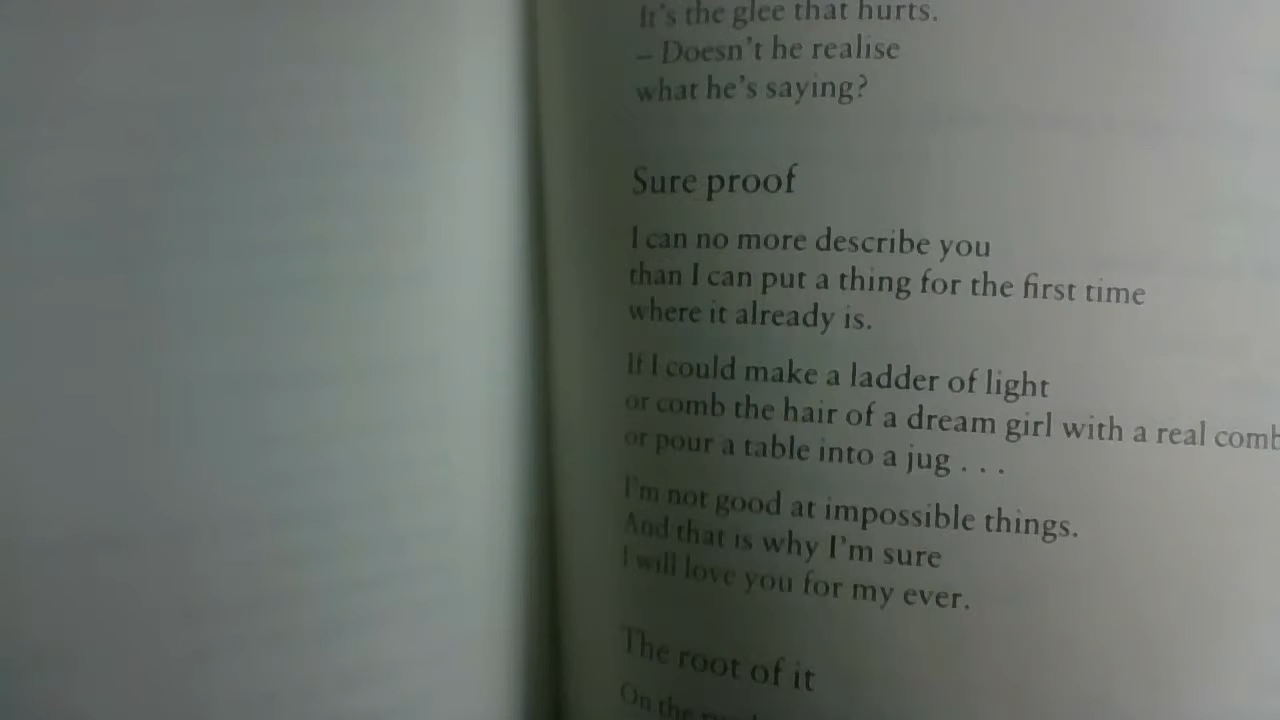 It's the glee that hurts.
– Doesn't he realise
what he's saying?
Sure proof
I can no more describe you
than I can put a thing for the first time
where it already is.
If I could make a ladder of light
or comb the hair of a dream girl with a real comb
or pour a table into a jug . . .
I'm not good at impossible things.
And that is why I'm sure
I will love you for my ever.
The root of it
On the